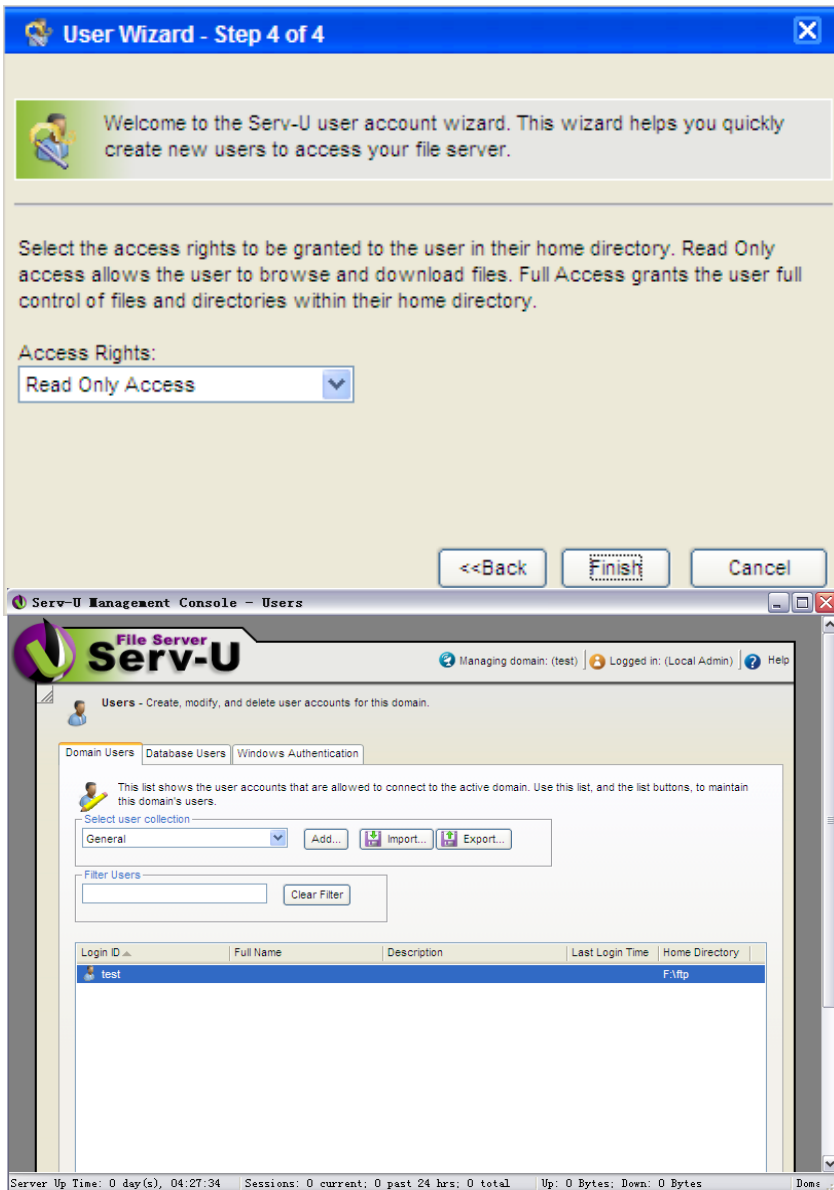 User Wizard - Step 4 of 4
Welcome to the Serv-U user account wizard. This wizard helps you quickly
create new users to access your file server.
Select the access rights to be granted to the user in their home directory. Read Only
access allows the user to browse and download files. Full Access grants the user full
control of files and directories within their home directory.
Access Rights:
Read Only Access
<<Back Finish Cancel
Serv-U Management Console - Users
File Server
Serv-U
Managing domain: (test) Logged in: (Local Admin) ? Help
Users - Create, modify, and delete user accounts for this domain.
Domain Users Database Users Windows Authentication
This list shows the user accounts that are allowed to connect to the active domain. Use this list, and the list buttons, to maintain
this domain's users.
Select user collection
General Add... Import... Export...
Filter Users
Clear Filter
Login ID Full Name Description Last Login Time Home Directory
test F:\ftp
Server Up Time: 0 day(s), 04:27:34 Sessions: 0 current; 0 past 24 hrs; 0 total Up: 0 Bytes; Down: 0 Bytes